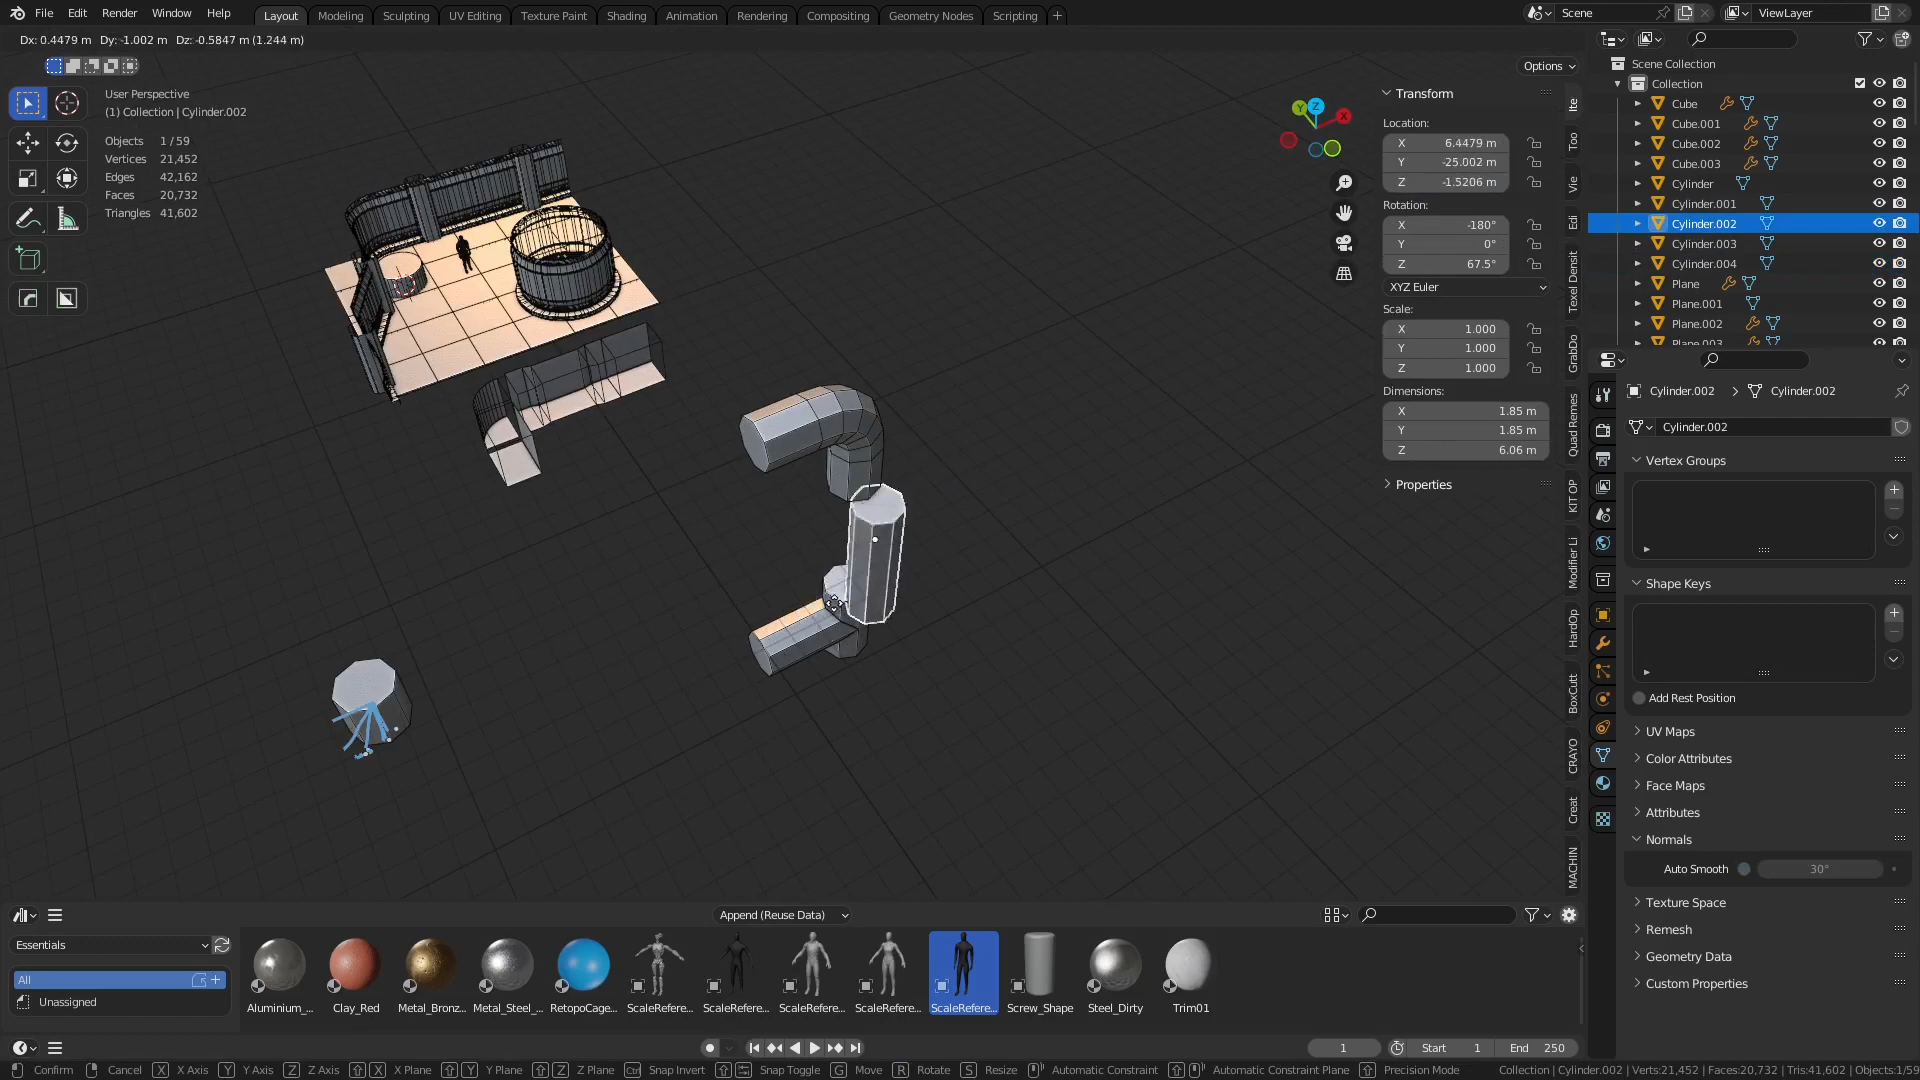 File Edit Render Window Help Layout Modeling Sculpting UV Editing Texture Paint Shading Animation Rendering Compositing Geometry Nodes Scripting + Scene ViewLayer
Dx: 0.4479 m Dy: -1.002 m Dz: -0.5847 m (1.244 m)
Options
User Perspective
(1) Collection | Cylinder.002
Objects 1 / 59
Vertices 21,452
Edges 42,162
Faces 20,732
Triangles 41,602
Z
Y
X
Transform
Location:
X 6.4479 m
Y -25.002 m
Z -1.5206 m
Rotation:
X -180°
Y 0°
Z 67.5°
XYZ Euler
Scale:
X 1.000
Y 1.000
Z 1.000
Dimensions:
X 1.85 m
Y 1.85 m
Z 6.06 m
Properties
Ite
Too
Vie
Edi
Texel Densit
GrabDo
Quad Remes
KIT OP
Modifier Li
HardOp
BoxCutt
CRAYO
Creat
MACHIN
Scene Collection
Collection
Cube
Cube.001
Cube.002
Cube.003
Cylinder
Cylinder.001
Cylinder.002
Cylinder.003
Cylinder.004
Plane
Plane.001
Plane.002
Plane.003
Cylinder.002 > Cylinder.002
Cylinder.002
Vertex Groups
Shape Keys
Add Rest Position
UV Maps
Color Attributes
Face Maps
Attributes
Normals
Auto Smooth 30°
Texture Space
Remesh
Geometry Data
Custom Properties
Append (Reuse Data)
Essentials
All
Unassigned
Aluminium_... Clay_Red Metal_Bronz... Metal_Steel_... RetopoCage... ScaleRefere... ScaleRefere... ScaleRefere... ScaleRefere... ScaleRefere... Screw_Shape Steel_Dirty Trim01
1 Start 1 End 250
Confirm Cancel X X Axis Y Y Axis Z Z Axis X X Plane Y Y Plane Z Z Plane Ctrl Snap Invert Snap Toggle G Move R Rotate S Resize Automatic Constraint Automatic Constraint Plane Precision Mode Collection | Cylinder.002 | Verts:21,452 | Faces:20,732 | Tris:41,602 | Objects:1/59